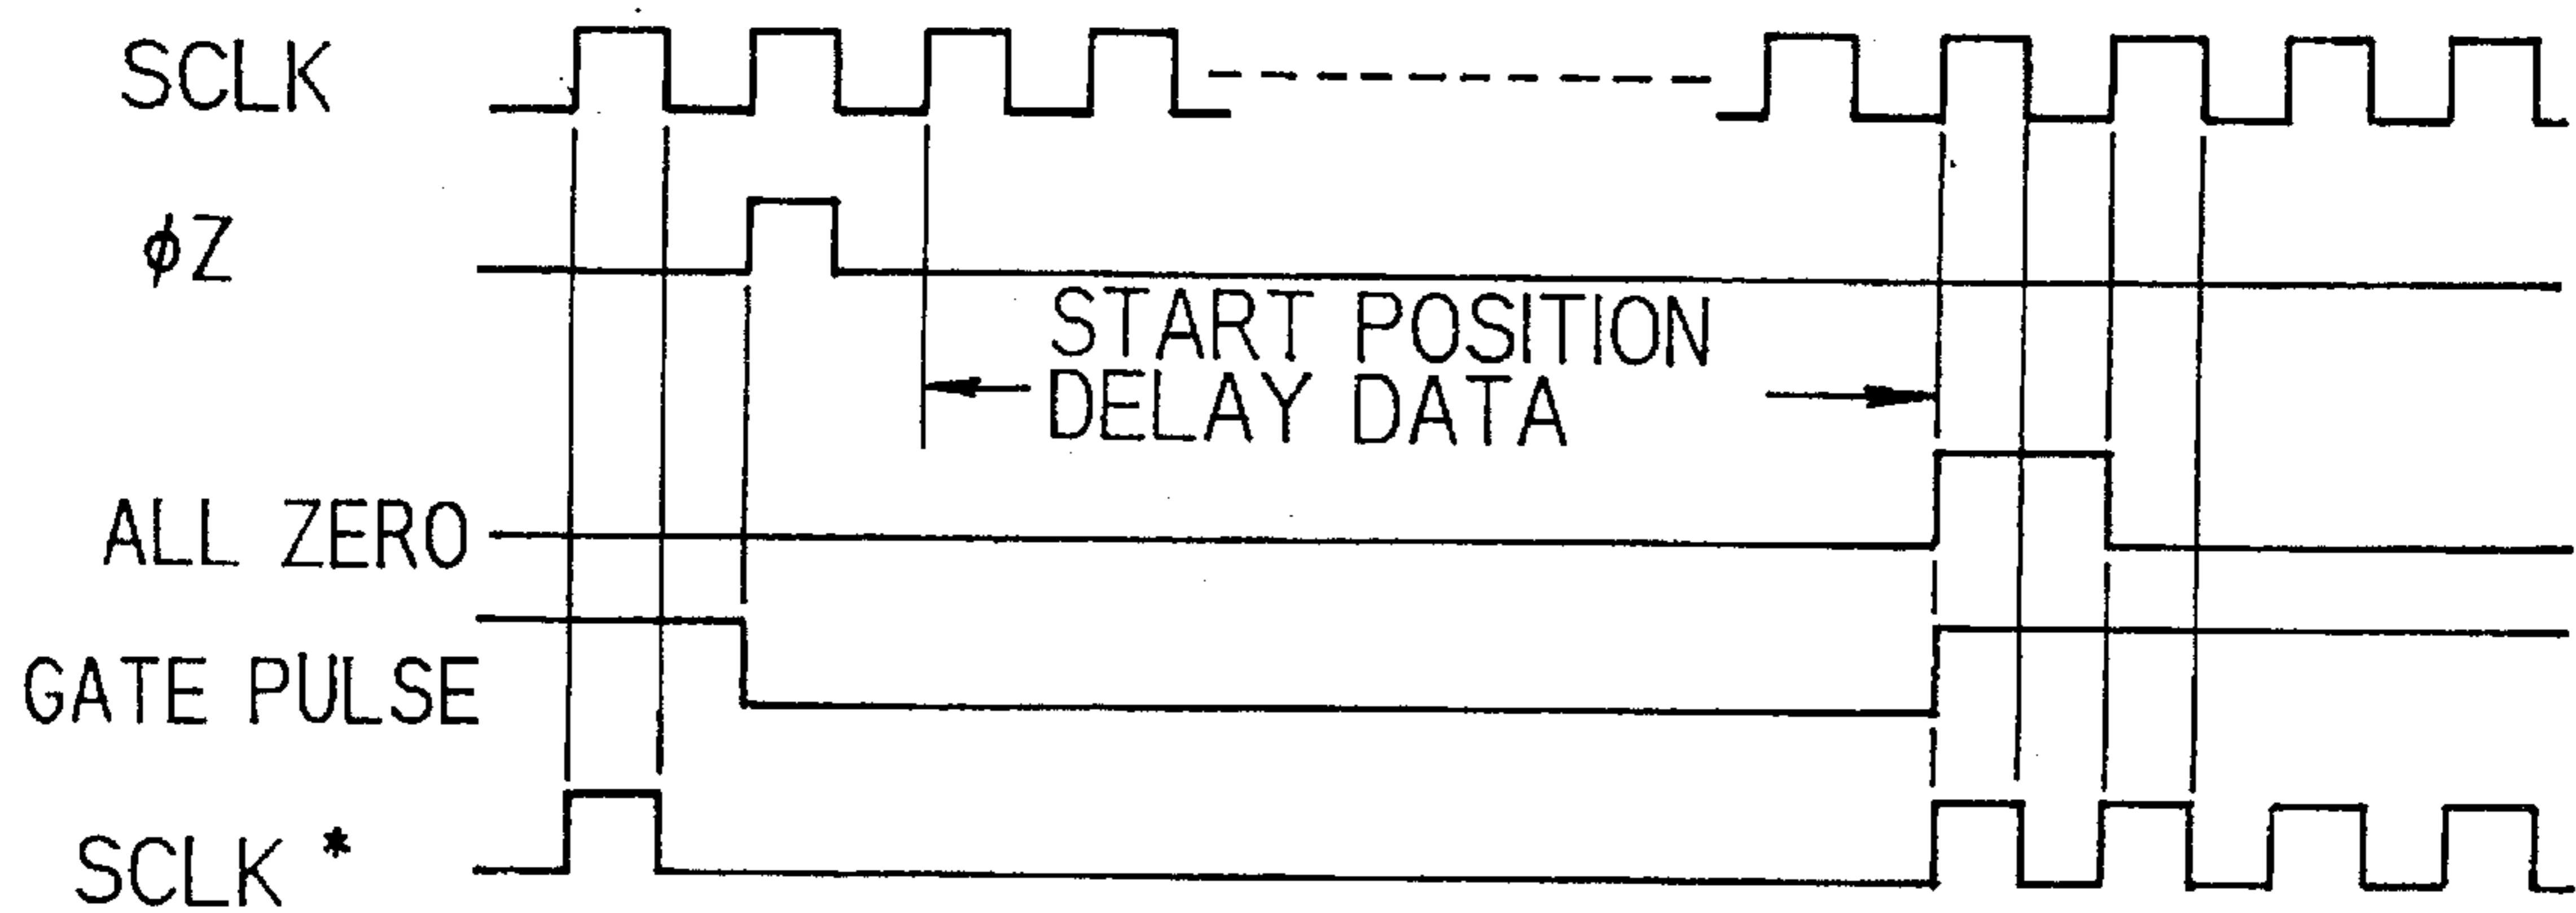 SCLK
ϕZ
START POSITION
DELAY DATA
ALL ZERO
GATE PULSE
SCLK *